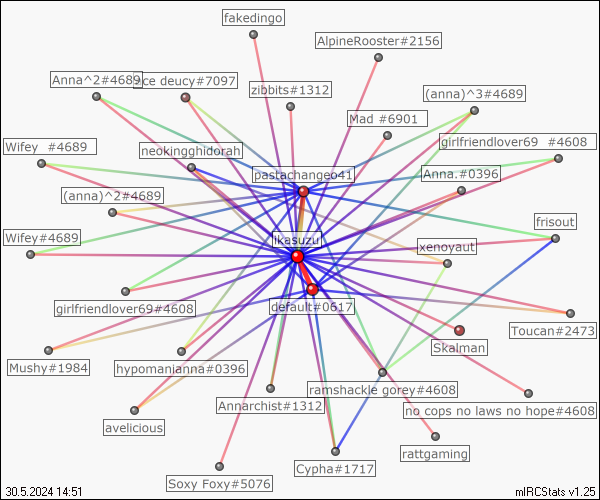 fakedingo
AlpineRooster#2156
Anna^2#4689
ace deucy#7097
zibbits#1312
(anna)^3#4689
Mad #6901
Wifey #4689
neokingghidorah
girlfriendlover69 #4608
pastachangeo41
Anna.#0396
(anna)^2#4689
frisout
Wifey#4689
likasuzu
xenoyaut
girlfriendlover69#4608
default#0617
Toucan#2473
Skalman
Mushy#1984
hypomanianna#0396
ramshackle gorey#4608
Annarchist#1312
no cops no laws no hope#4608
avelicious
rattgaming
Cypha#1717
Soxy Foxy#5076
30.5.2024 14:51
mIRCStats v1.25